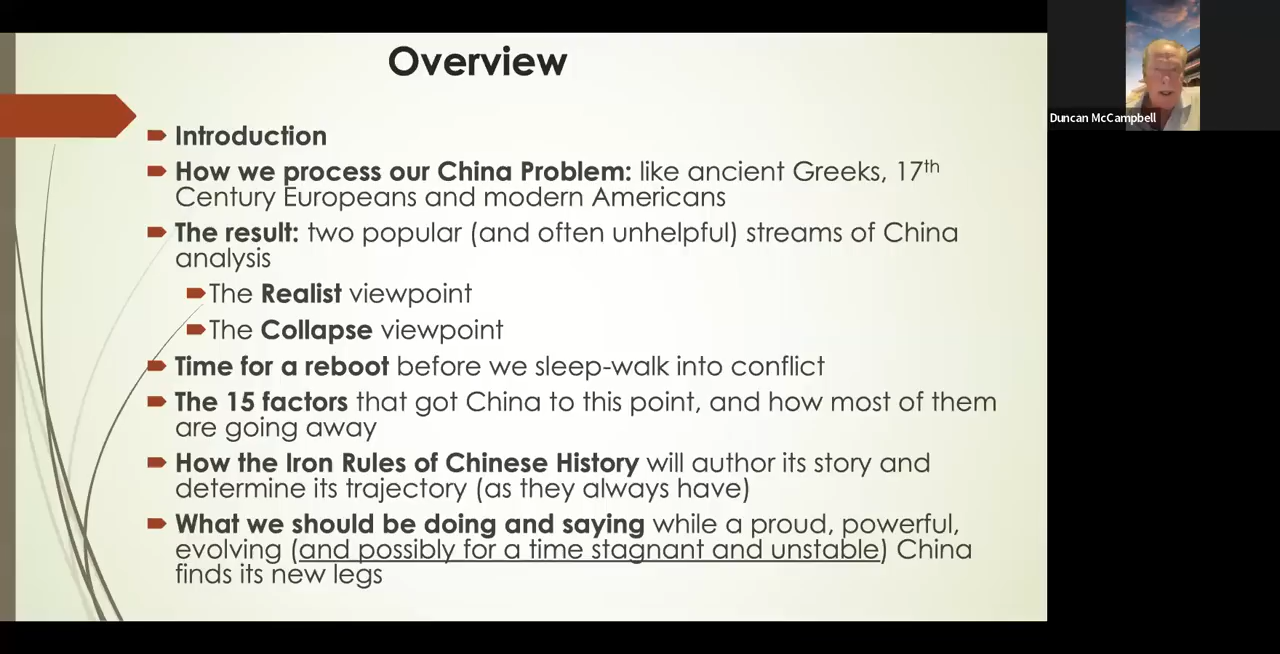 Overview
Introduction
How we process our China Problem: like ancient Greeks, 17th
Century Europeans and modern Americans
The result: two popular (and often unhelpful) streams of China
analysis
The Realist viewpoint
The Collapse viewpoint
Time for a reboot before we sleep-walk into conflict
The 15 factors that got China to this point, and how most of them
are going away
How the Iron Rules of Chinese History will author its story and
determine its trajectory (as they always have)
What we should be doing and saying while a proud, powerful,
evolving (and possibly for a time stagnant and unstable) China
finds its new legs
Duncan McCampbell